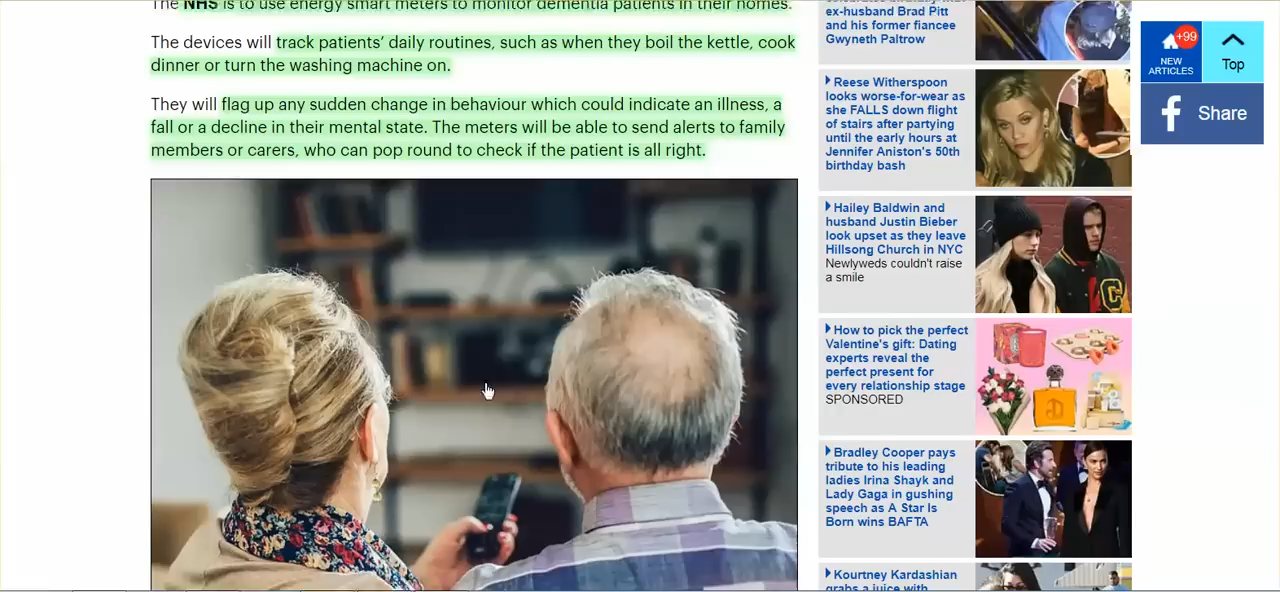 The NHS is to use energy smart meters to monitor dementia patients in their homes.
The devices will track patients' daily routines, such as when they boil the kettle, cook
dinner or turn the washing machine on.
They will flag up any sudden change in behaviour which could indicate an illness, a
fall or a decline in their mental state. The meters will be able to send alerts to family
members or carers, who can pop round to check if the patient is all right.
ex-husband Brad Pitt
and his former fiancee
Gwyneth Paltrow
Reese Witherspoon
looks worse-for-wear as
she FALLS down flight
of stairs after partying
until the early hours at
Jennifer Aniston's 50th
birthday bash
Hailey Baldwin and
husband Justin Bieber
look upset as they leave
Hillsong Church in NYC
Newlyweds couldn't raise
a smile
How to pick the perfect
Valentine's gift: Dating
experts reveal the
perfect present for
every relationship stage
SPONSORED
Bradley Cooper pays
tribute to his leading
ladies Irina Shayk and
Lady Gaga in gushing
speech as A Star Is
Born wins BAFTA
Kourtney Kardashian
grabs a juice with
+99
NEW
ARTICLES
Top
f Share